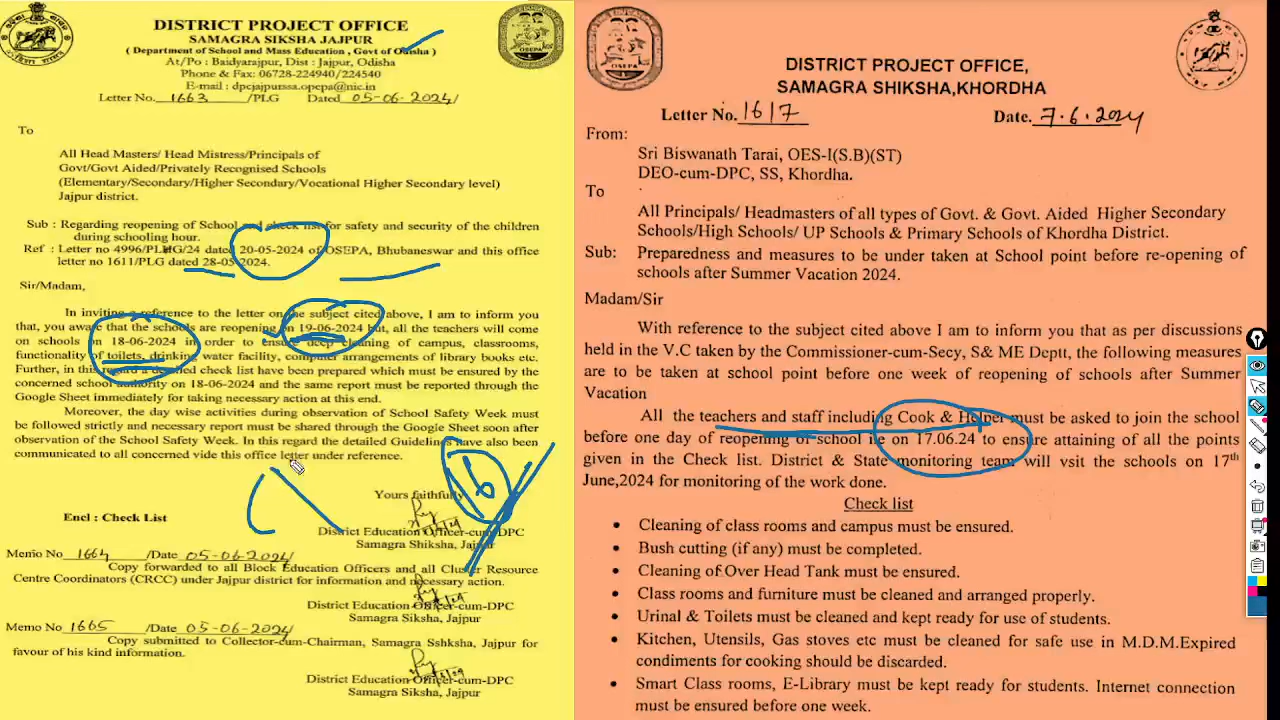 DISTRICT PROJECT OFFICE
SAMAGRA SIKSHA JAJPUR
( Department of School and Mass Education , Govt of Odisha )
At/Po : Baidyarajpur, Dist : Jajpur, Odisha
Phone & Fax: 06728-224940/224540
E-mail : dpcjajpurssa.opepa@nic.in
Letter No. 1663 /PLG Dated 05-06-2024/
To
All Head Masters/ Head Mistress/Principals of
Govt/Govt Aided/Privately Recognised Schools
(Elementary/Secondary/Higher Secondary/Vocational Higher Secondary level)
Jajpur district.
Sub : Regarding reopening of School and check list for safety and security of the children
during schooling hour.
Ref : Letter no 4996/PLHG/24 dated 20-05-2024 of OSEPA, Bhubaneswar and this office
letter no 1611/PLG dated 28-05-2024.
Sir/Madam,
In inviting a reference to the letter on the subject cited above, I am to inform you
that, you aware that the schools are reopening on 19-06-2024 but, all the teachers will come
on schools on 18-06-2024 in order to ensure deep cleaning of campus, classrooms,
functionality of toilets, drinking water facility, computer arrangements of library books etc.
Further, in this regard a detailed check list have been prepared which must be ensured by the
concerned school authority on 18-06-2024 and the same report must be reported through the
Google Sheet immediately for taking necessary action at this end.
Moreover, the day wise activities during observation of School Safety Week must
be followed strictly and necessary report must be shared through the Google Sheet soon after
observation of the School Safety Week. In this regard the detailed Guidelines have also been
communicated to all concerned vide this office letter under reference.
16
Yours faithfully
Encl : Check List
District Education Officer-cum-DPC
Samagra Shiksha, Jajpur
Memo No 1664 /Date 05-06-2024/
Copy forwarded to all Block Education Officers and all Cluster Resource
Centre Coordinators (CRCC) under Jajpur district for information and necessary action.
District Education Officer-cum-DPC
Samagra Shiksha, Jajpur
Memo No 1665 /Date 05-06-2024/
Copy submitted to Collector-cum-Chairman, Samagra Sshksha, Jajpur for
favour of his kind information.
District Education Officer-cum-DPC
Samagra Shiksha, Jajpur
OSEPA
DISTRICT PROJECT OFFICE,
SAMAGRA SHIKSHA,KHORDHA
Letter No. 1617 Date. 7.6.2024
From:
Sri Biswanath Tarai, OES-I(S.B)(ST)
DEO-cum-DPC, SS, Khordha.
To
All Principals/ Headmasters of all types of Govt. & Govt. Aided Higher Secondary
Schools/High Schools/ UP Schools & Primary Schools of Khordha District.
Sub: Preparedness and measures to be under taken at School point before re-opening of
schools after Summer Vacation 2024.
Madam/Sir
With reference to the subject cited above I am to inform you that as per discussions
held in the V.C taken by the Commissioner-cum-Secy, S& ME Deptt, the following measures
are to be taken at school point before one week of reopening of schools after Summer
Vacation
All the teachers and staff including Cook & Helper must be asked to join the school
before one day of reopening of school ie on 17.06.24 to ensure attaining of all the points
given in the Check list. District & State monitoring team will vsit the schools on 17th
June,2024 for monitoring of the work done.
Check list
• Cleaning of class rooms and campus must be ensured.
• Bush cutting (if any) must be completed.
• Cleaning of Over Head Tank must be ensured.
• Class rooms and furniture must be cleaned and arranged properly.
• Urinal & Toilets must be cleaned and kept ready for use of students.
• Kitchen, Utensils, Gas stoves etc must be cleaned for safe use in M.D.M.Expired
condiments for cooking should be discarded.
• Smart Class rooms, E-Library must be kept ready for students. Internet connection
must be ensured before one week.